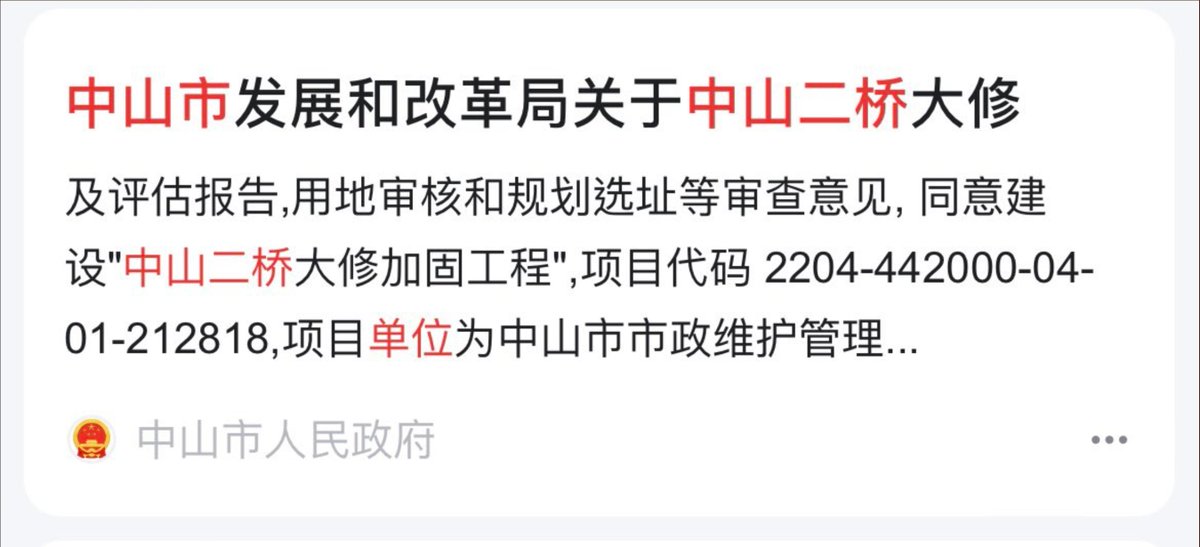 中山市发展和改革局关于中山二桥大修
及评估报告,用地审核和规划选址等审查意见, 同意建
设"中山二桥大修加固工程",项目代码 2204-442000-04-
01-212818,项目单位为中山市市政维护管理...
中山市人民政府